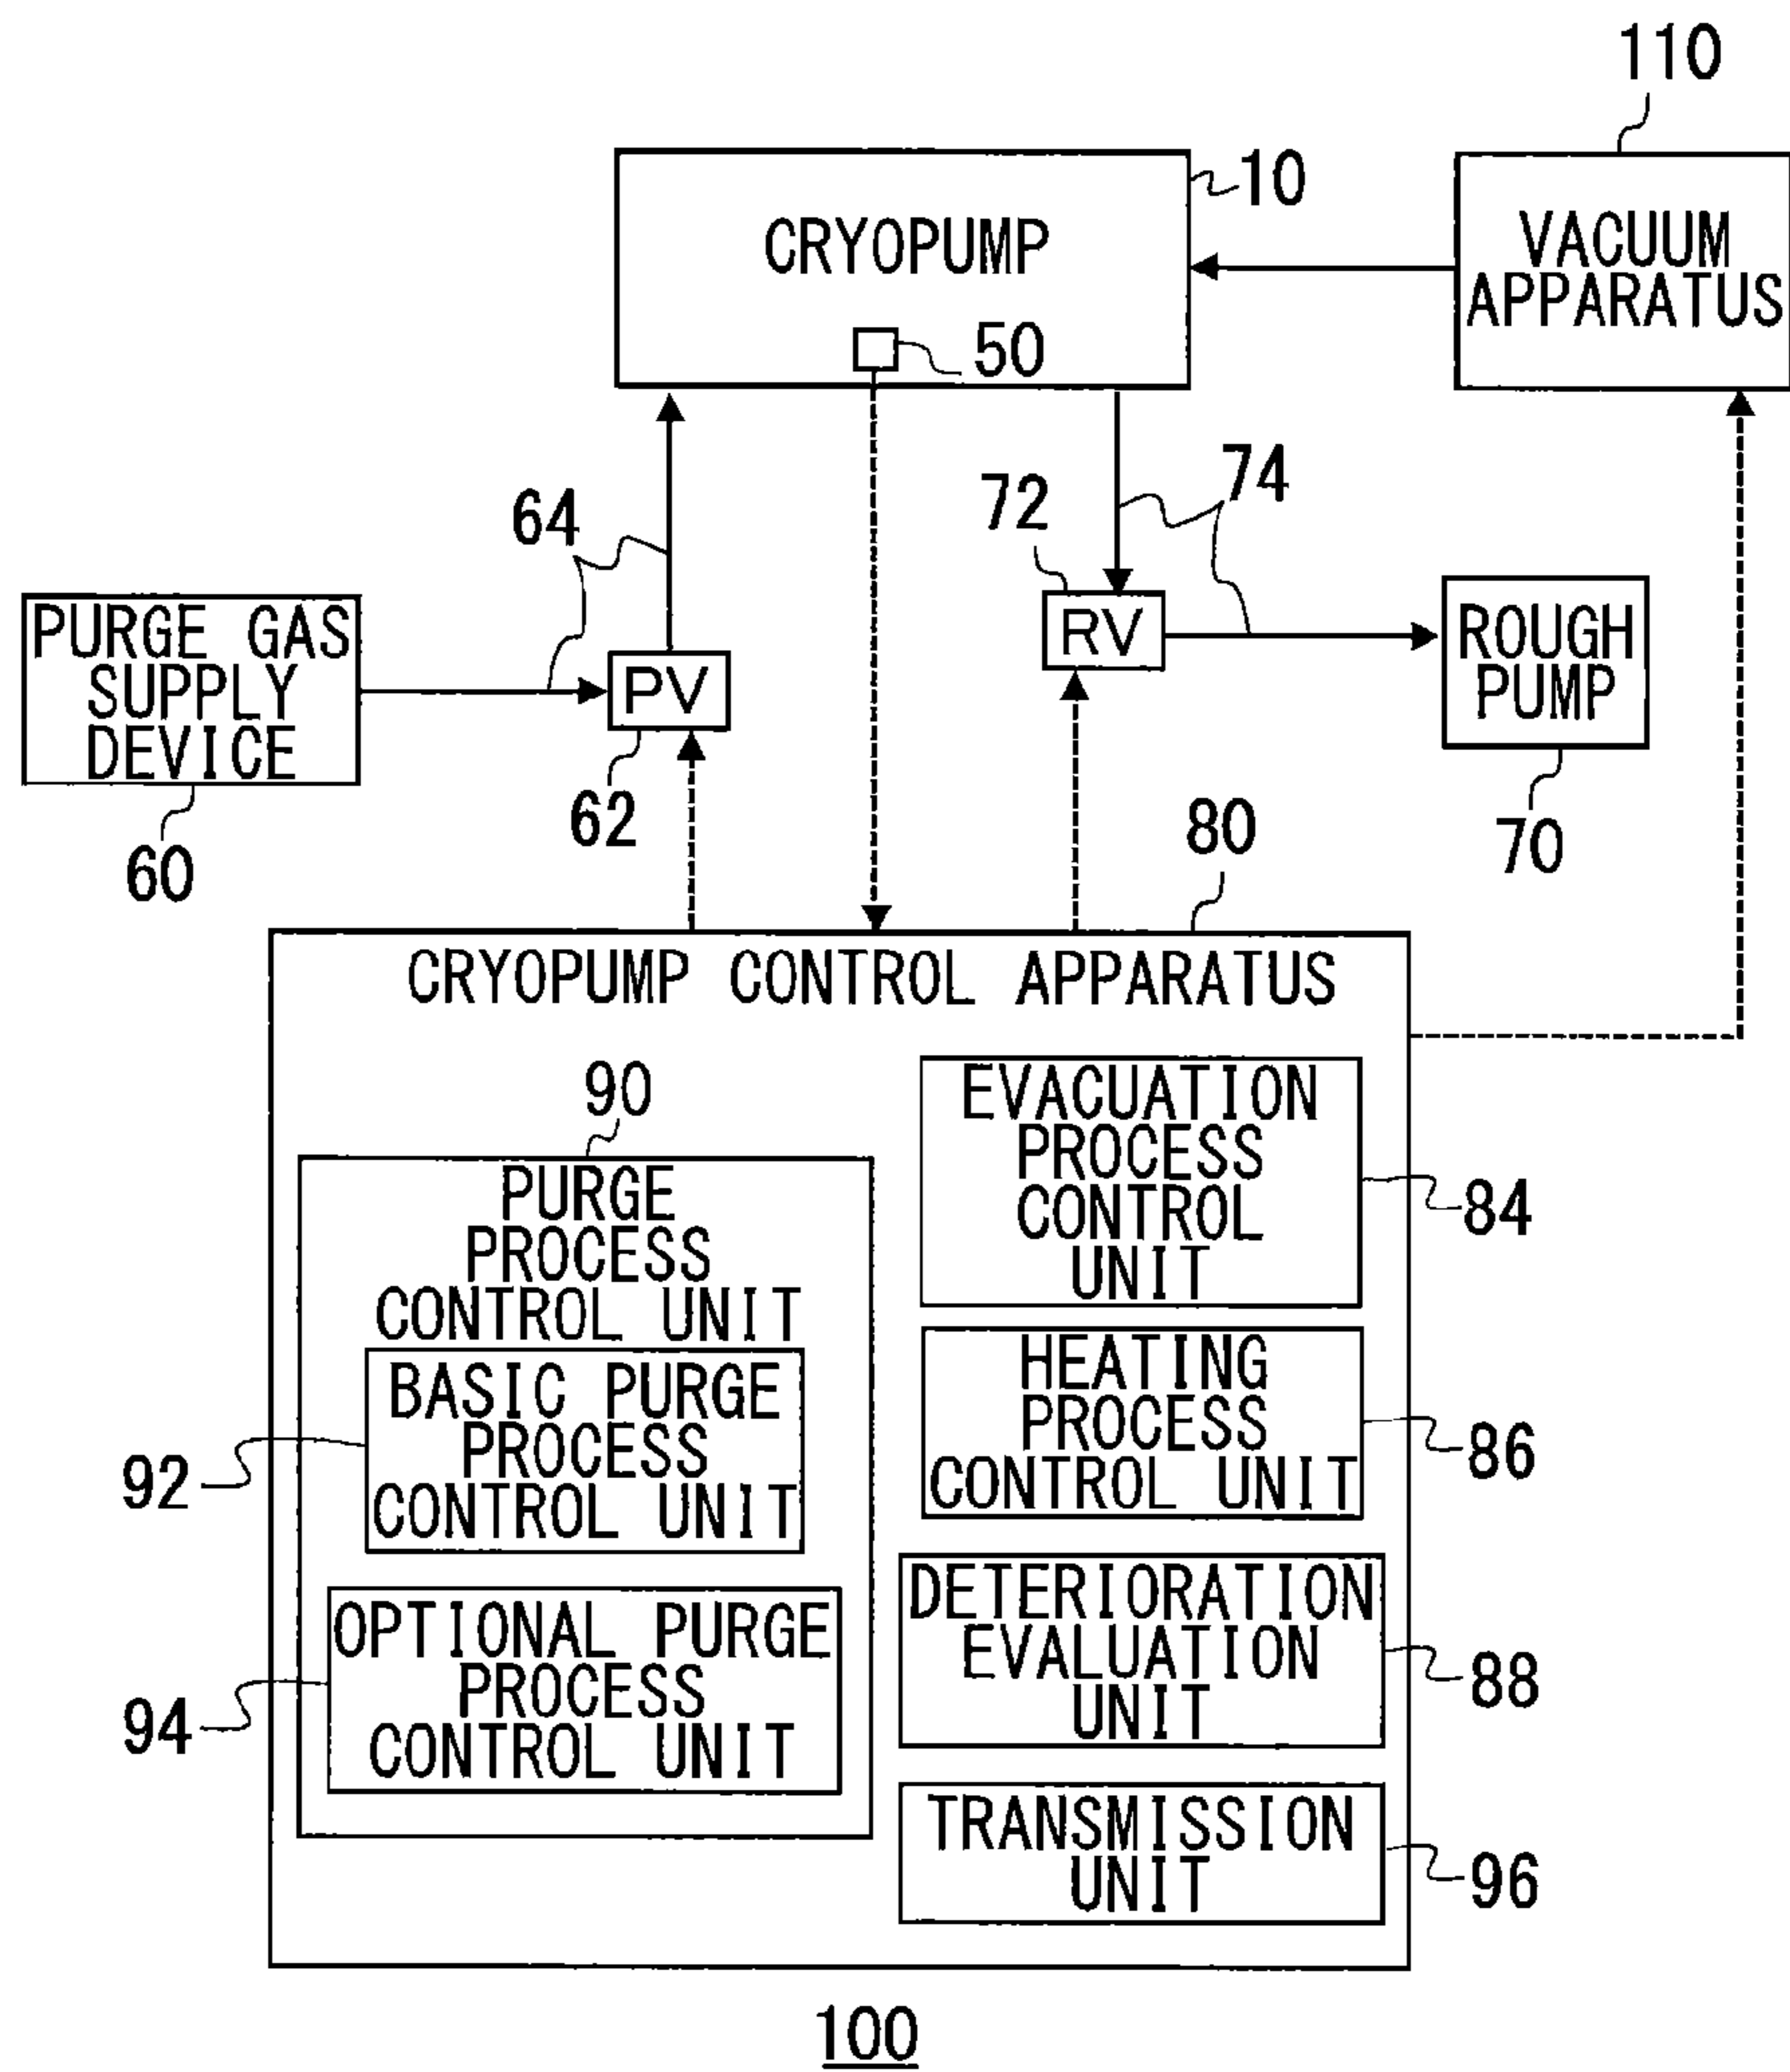 110
10
CRYOPUMP
VACUUM
APPARATUS
50
64
72
74
PURGE GAS
SUPPLY
DEVICE
PV
RV
ROUGH
PUMP
60
62
80
70
CRYOPUMP CONTROL APPARATUS
90
PURGE
PROCESS
CONTROL UNIT
BASIC PURGE
PROCESS
CONTROL UNIT
92
OPTIONAL PURGE
PROCESS
CONTROL UNIT
94
EVACUATION
PROCESS
CONTROL
UNIT
84
HEATING
PROCESS
CONTROL UNIT
86
DETERIORATION
EVALUATION
UNIT
88
TRANSMISSION
UNIT
96
100